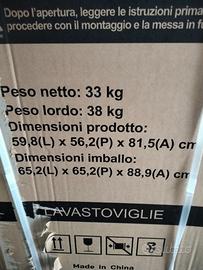 Dopo l'apertura, leggere le istruzioni prima
procedere con il montaggio o la messa in fu
Peso netto: 33 kg
Peso lordo: 38 kg
Dimensioni prodotto:
59,8(L) x 56,2(P) x 81,5(A) cm
Dimensioni imballo:
65,2(L) x 65,2(P) x 88,9(A) cm
LAVASTOVIGLIE
Made in China